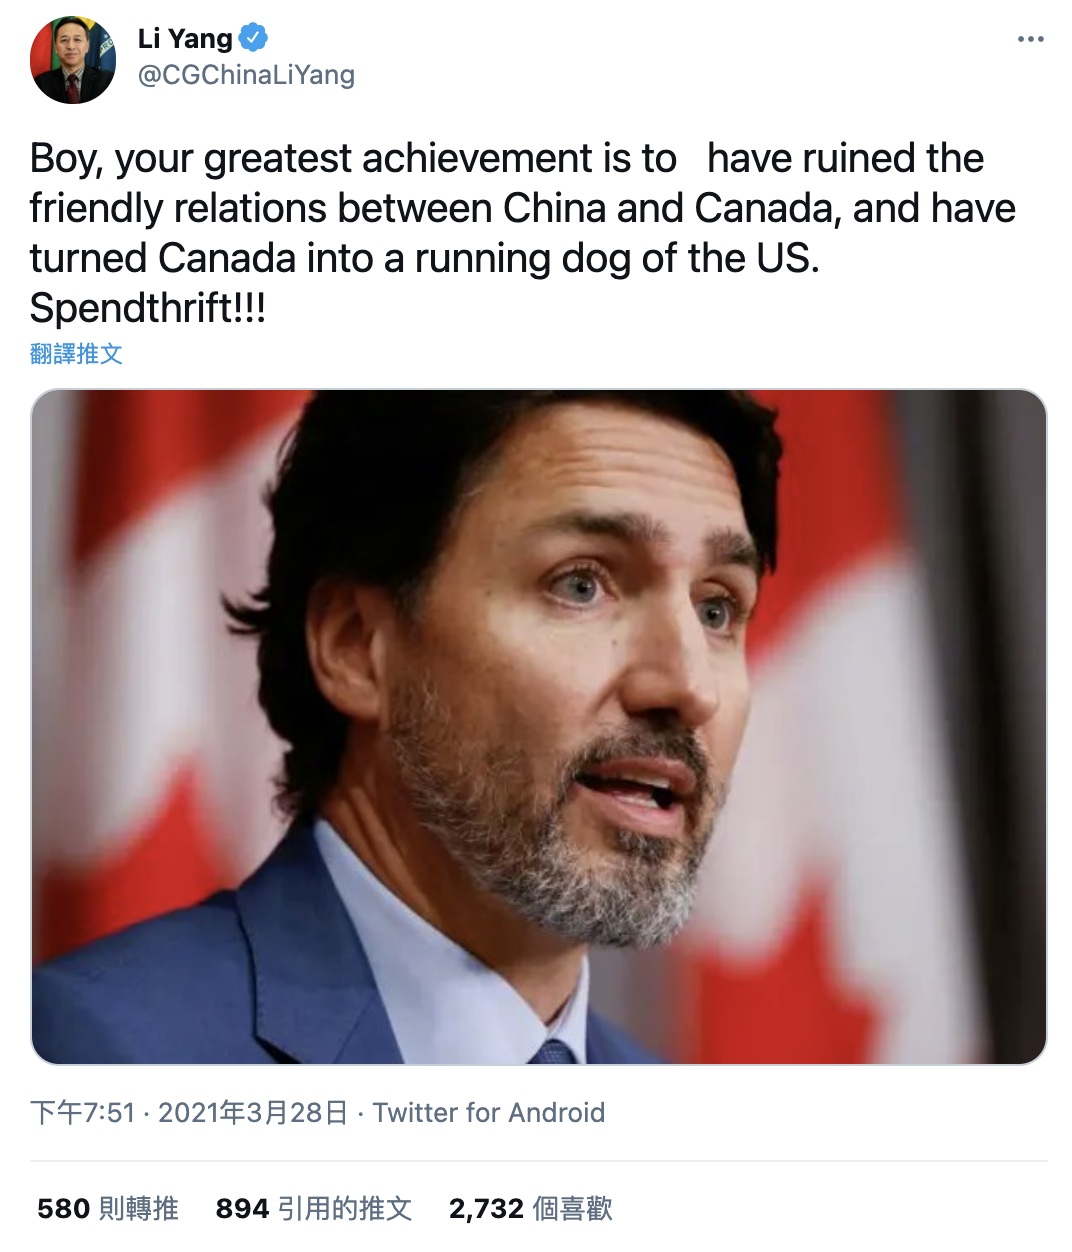 Li Yang
@CGChinaLiYang
Boy, your greatest achievement is to   have ruined the
friendly relations between China and Canada, and have
turned Canada into a running dog of the US.
Spendthrift!!!
翻譯推文
下午7:51 · 2021年3月28日 · Twitter for Android
580 則轉推 894 引用的推文 2,732 個喜歡